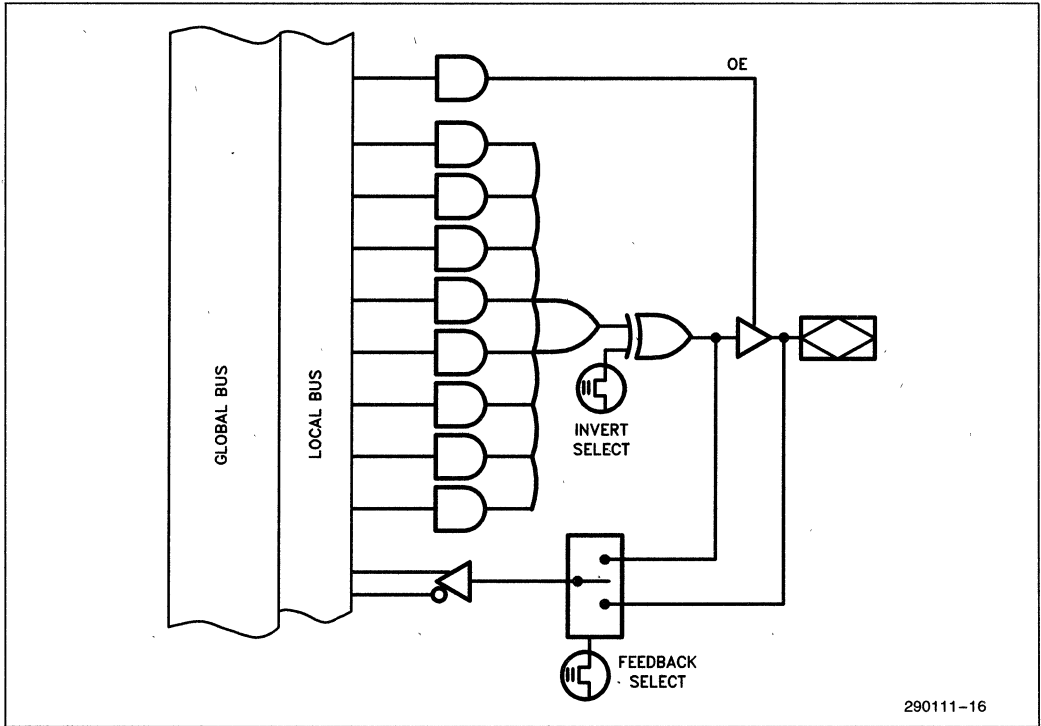 OE
GLOBAL BUS
LOCAL BUS
INVERT
SELECT
FEEDBACK
SELECT
290111-16